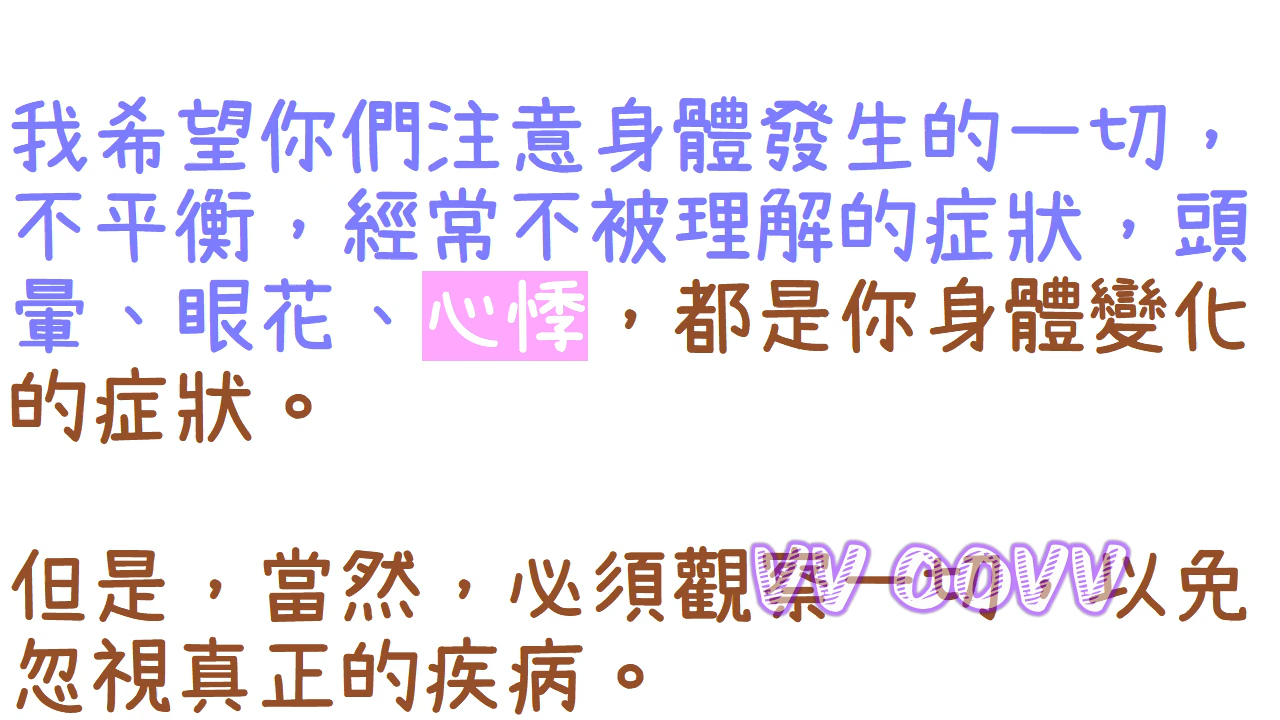 我希望你們注意身體發生的一切，
不平衡，經常不被理解的症狀，頭
暈、眼花、心悸，都是你身體變化
的症狀。
但是，當然，必須觀察一切，以免
忽視真正的疾病。
VV OOVV